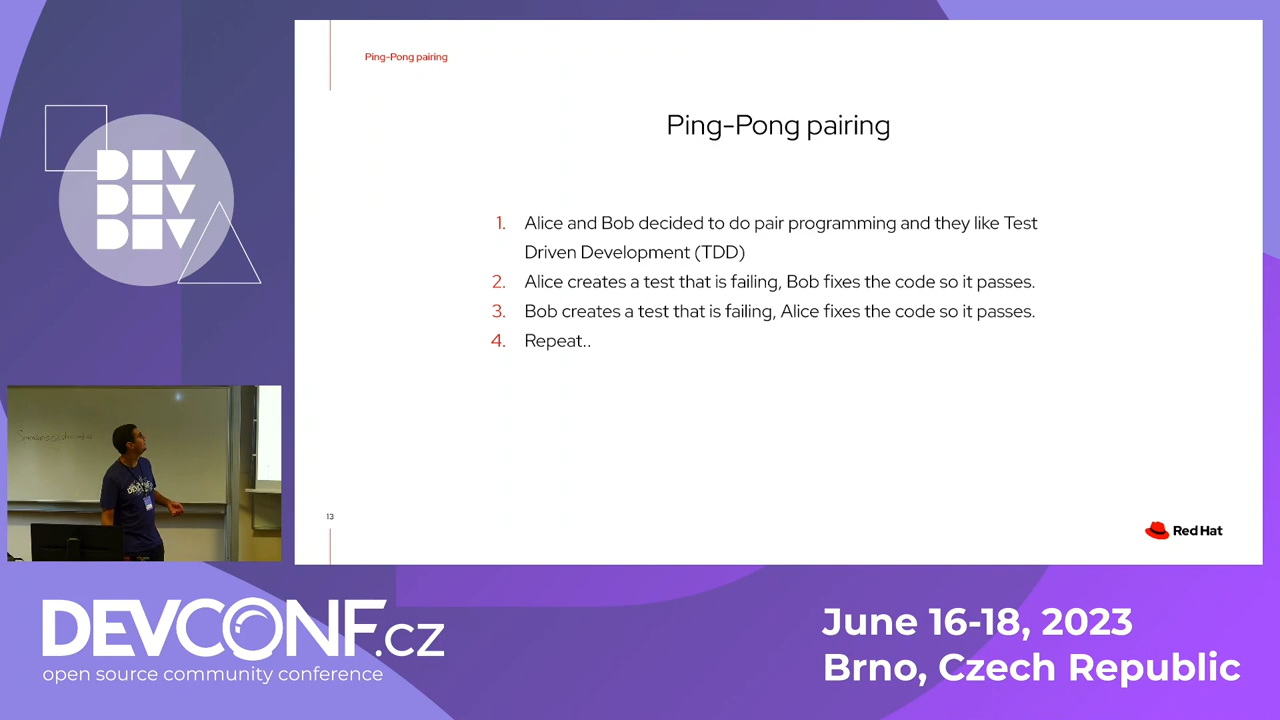 Ping-Pong pairing
Ping-Pong pairing
1. Alice and Bob decided to do pair programming and they like Test
Driven Development (TDD)
2. Alice creates a test that is failing, Bob fixes the code so it passes.
3. Bob creates a test that is failing, Alice fixes the code so it passes.
4. Repeat..
13
Red Hat
DEV
DEV
DEV
DEVCONF.cz
open source community conference
June 16-18, 2023
Brno, Czech Republic